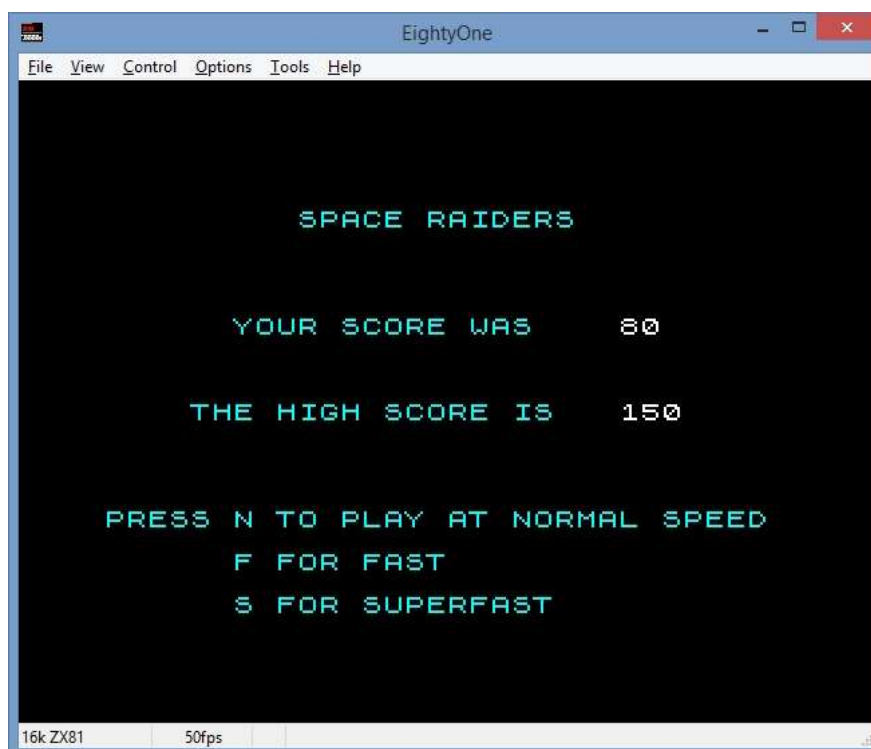 EightyOne
File View Control Options Tools Help
SPACE RAIDERS
YOUR SCORE WAS 80
THE HIGH SCORE IS 150
PRESS N TO PLAY AT NORMAL SPEED
F FOR FAST
S FOR SUPERFAST
16k ZX81 50fps